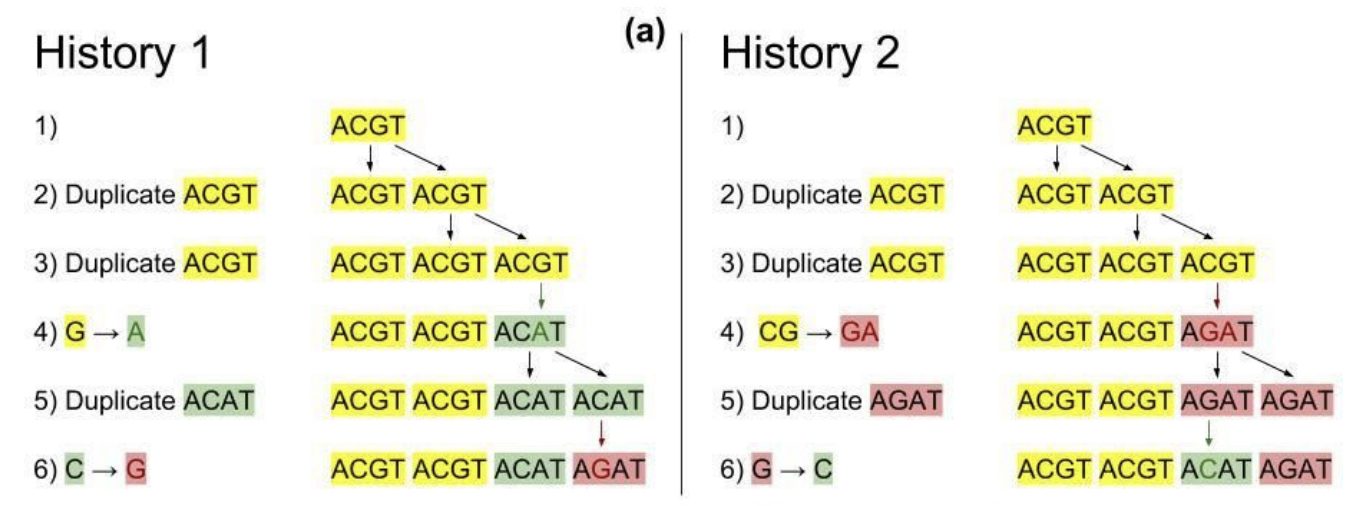 (a)
History 1
1) ACGT
2) Duplicate ACGT ACGT ACGT
3) Duplicate ACGT ACGT ACGT ACGT
4) G → A ACGT ACGT ACAT
5) Duplicate ACAT ACGT ACGT ACAT ACAT
6) C → G ACGT ACGT ACAT AGAT
History 2
1) ACGT
2) Duplicate ACGT ACGT ACGT
3) Duplicate ACGT ACGT ACGT ACGT
4) CG → GA ACGT ACGT AGAT
5) Duplicate AGAT ACGT ACGT AGAT AGAT
6) G → C ACGT ACGT ACAT AGAT